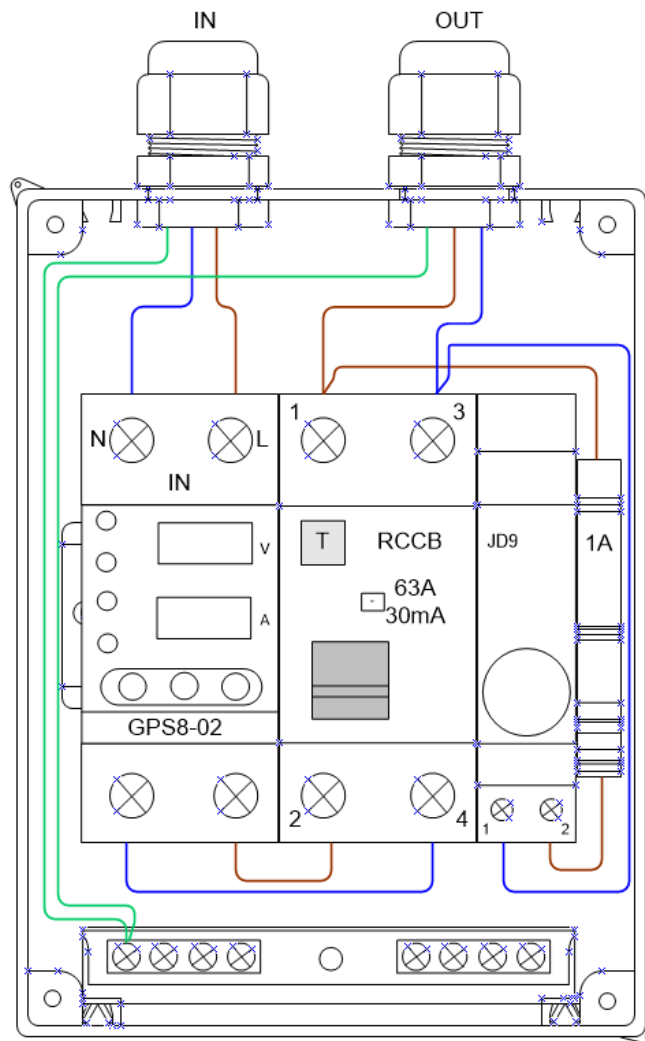 IN OUT
N L 1 3
IN
V
T RCCB JD9 1A
63A
A
30mA
GPS8-02
2 4 1 2